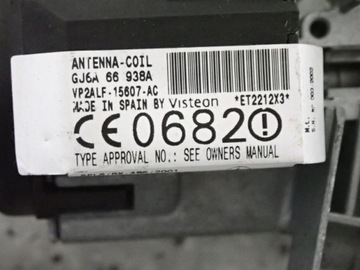 ANTENNA-COIL
GJ6A 66 938A
VP2ALF-15607-AC
MADE IN SPAIN BY Visteon *ET2212X3*
CE0682
TYPE APPROVAL NO.: SEE OWNERS MANUAL